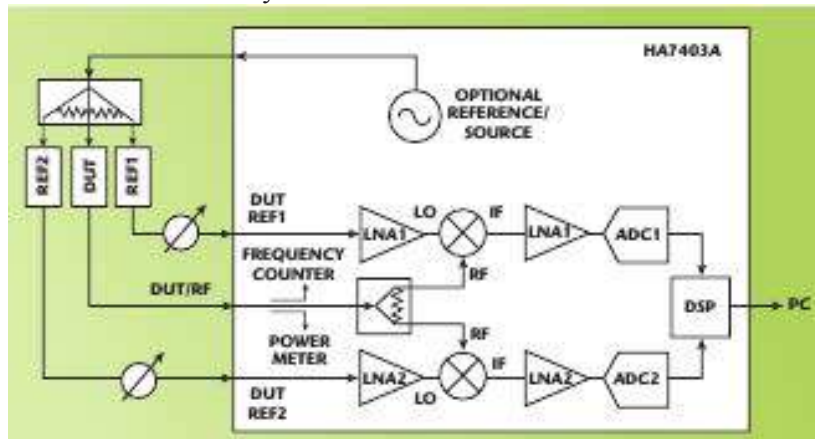 HA7403A
OPTIONAL
REFERENCE/
SOURCE
REF2
DUT
REF1
DUT
REF1
LNA1
LO
IF
LNA1
ADC1
FREQUENCY
COUNTER
RF
DUT/RF
DSP
PC
POWER
METER
RF
LNA2
LO
IF
LNA2
ADC2
DUT
REF2